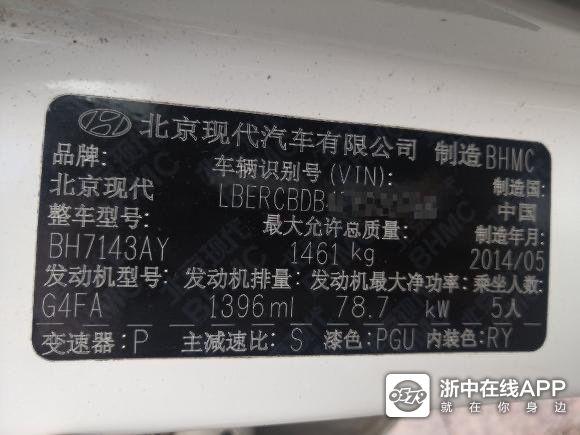 北京现代汽车有限公司 制造 BHMC
品牌: 车辆识别号(VIN): 制造国:
北京现代 LBERCBDB 中国
整车型号: 最大允许总质量: 制造年月:
BH7143AY 1461 kg 2014/05
发动机型号: 发动机排量: 发动机最大净功率: 乘坐人数:
G4FA 1396ml 78.7 kW 5人
变速器: P 主减速比: S 漆色: PGU 内装色: RY
浙中在线APP
就在你身边